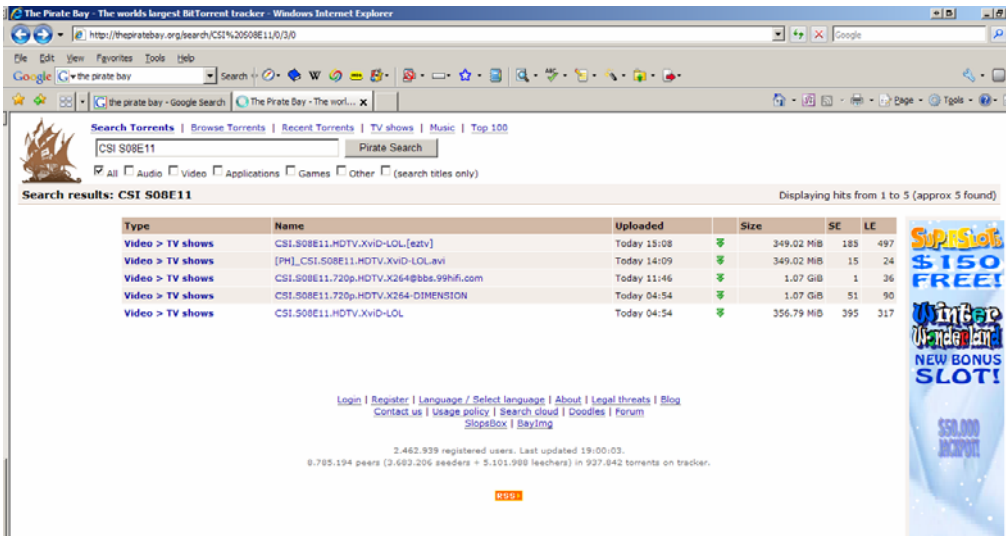 The Pirate Bay - The worlds largest BitTorrent tracker - Windows Internet Explorer
http://thepiratebay.org/search/CSI%20S08E11/0/3/0
Google
File Edit View Favorites Tools Help
Google G the pirate bay Search W
the pirate bay - Google Search The Pirate Bay - The worl... x Page Tools
Search Torrents | Browse Torrents | Recent Torrents | TV shows | Music | Top 100
CSI S08E11 Pirate Search
All Audio Video Applications Games Other (search titles only)
Search results: CSI S08E11 Displaying hits from 1 to 5 (approx 5 found)
Type Name Uploaded Size SE LE
Video > TV shows CSI.S08E11.HDTV.XviD-LOL.[eztv] Today 15:08 349.02 MiB 185 497
Video > TV shows [PH]_CSI.S08E11.HDTV.XviD-LOL.avi Today 14:09 349.02 MiB 15 24
Video > TV shows CSI.S08E11.720p.HDTV.X264@bbs.99hifi.com Today 11:46 1.07 GiB 1 36
Video > TV shows CSI.S08E11.720p.HDTV.X264-DIMENSION Today 04:54 1.07 GiB 51 90
Video > TV shows CSI.S08E11.HDTV.XviD-LOL Today 04:54 356.79 MiB 395 317
$150
FREE!
Winter
Wonderland
NEW BONUS
SLOT!
$50.000
JACKPOT!
Login | Register | Language / Select language | About | Legal threats | Blog
Contact us | Usage policy | Search cloud | Doodles | Forum
SlopsBox | BayImg
2.462.939 registered users. Last updated 19:00:03.
8.785.194 peers (3.683.206 seeders + 5.101.988 leechers) in 937.842 torrents on tracker.
RSS